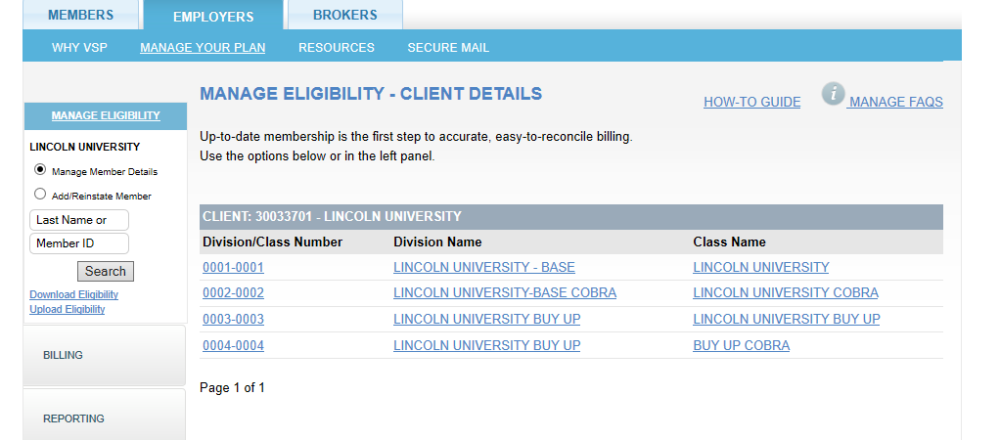 MEMBERS
EMPLOYERS
BROKERS
WHY VSP MANAGE YOUR PLAN RESOURCES SECURE MAIL
MANAGE ELIGIBILITY
LINCOLN UNIVERSITY
Manage Member Details
Add/Reinstate Member
Last Name or
Member ID
Search
Download Eligibility
Upload Eligibility
BILLING
REPORTING
MANAGE ELIGIBILITY - CLIENT DETAILS
HOW-TO GUIDE i MANAGE FAQS
Up-to-date membership is the first step to accurate, easy-to-reconcile billing.
Use the options below or in the left panel.
CLIENT: 30033701 - LINCOLN UNIVERSITY
Division/Class Number Division Name Class Name
0001-0001 LINCOLN UNIVERSITY - BASE LINCOLN UNIVERSITY
0002-0002 LINCOLN UNIVERSITY-BASE COBRA LINCOLN UNIVERSITY COBRA
0003-0003 LINCOLN UNIVERSITY BUY UP LINCOLN UNIVERSITY BUY UP
0004-0004 LINCOLN UNIVERSITY BUY UP BUY UP COBRA
Page 1 of 1